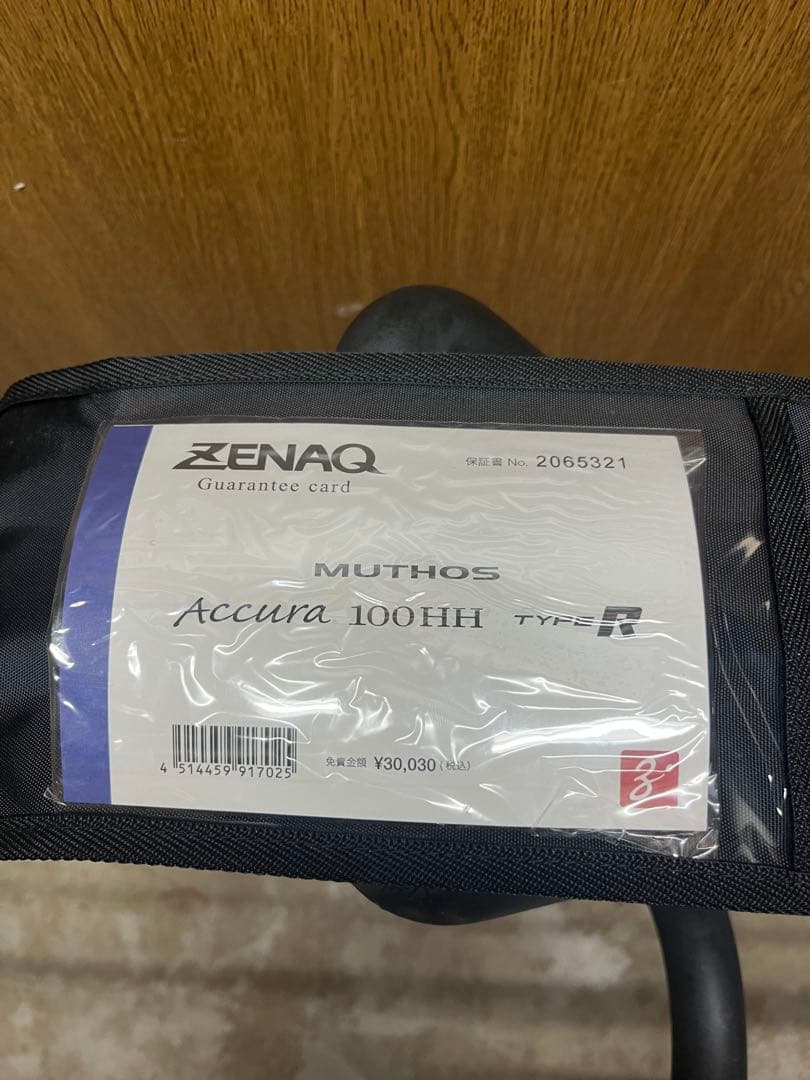 ZENAQ
Guarantee card
保証書 No. 2065321
MUTHOS
Accura 100HH TYPE R
4 514459 917025
免責金額 ¥30,030(税込)